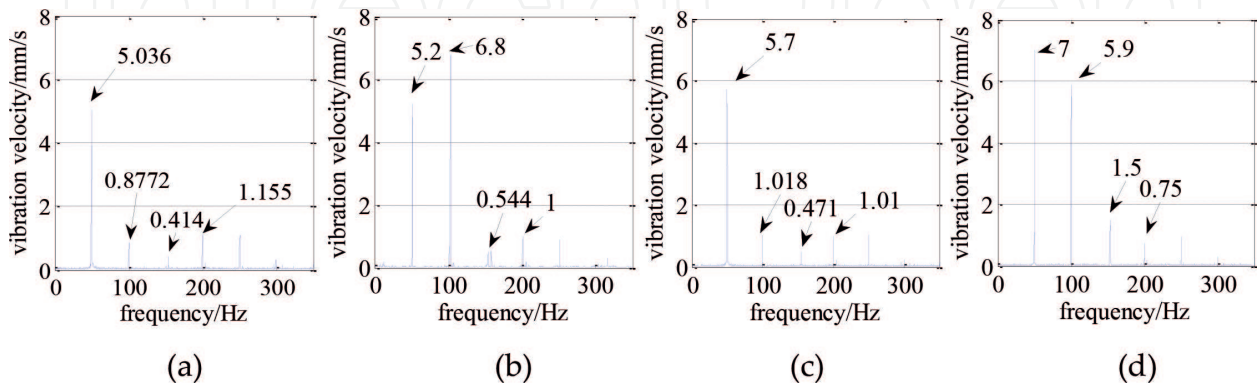 vibration velocity/mm/s
8
6
4
2
0
5.036
0.8772
0.414
1.155
0 100 200 300
frequency/Hz
(a)
vibration velocity/mm/s
8
6
4
2
0
5.2
6.8
0.544
1
0 100 200 300
frequency/Hz
(b)
vibration velocity/mm/s
8
6
4
2
0
5.7
1.018
0.471
1.01
0 100 200 300
frequency/Hz
(c)
vibration velocity/mm/s
8
6
4
2
0
7
5.9
1.5
0.75
0 100 200 300
frequency/Hz
(d)